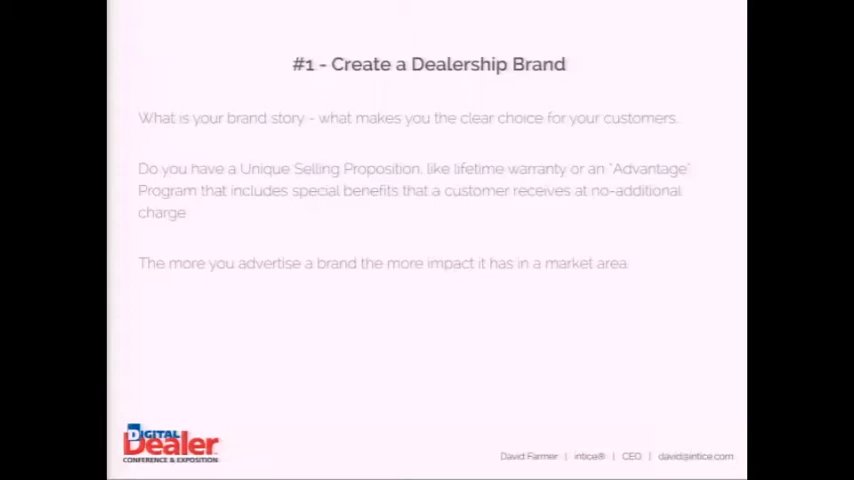 #1 - Create a Dealership Brand
What is your brand story - what makes you the clear choice for your customers.
Do you have a Unique Selling Proposition, like lifetime warranty or an "Advantage"
Program that includes special benefits that a customer receives at no-additional
charge
The more you advertise a brand the more impact it has in a market area.
DIGITAL
Dealer
CONFERENCE & EXPOSITION
David Farmer | intice® | CEO | david@intice.com